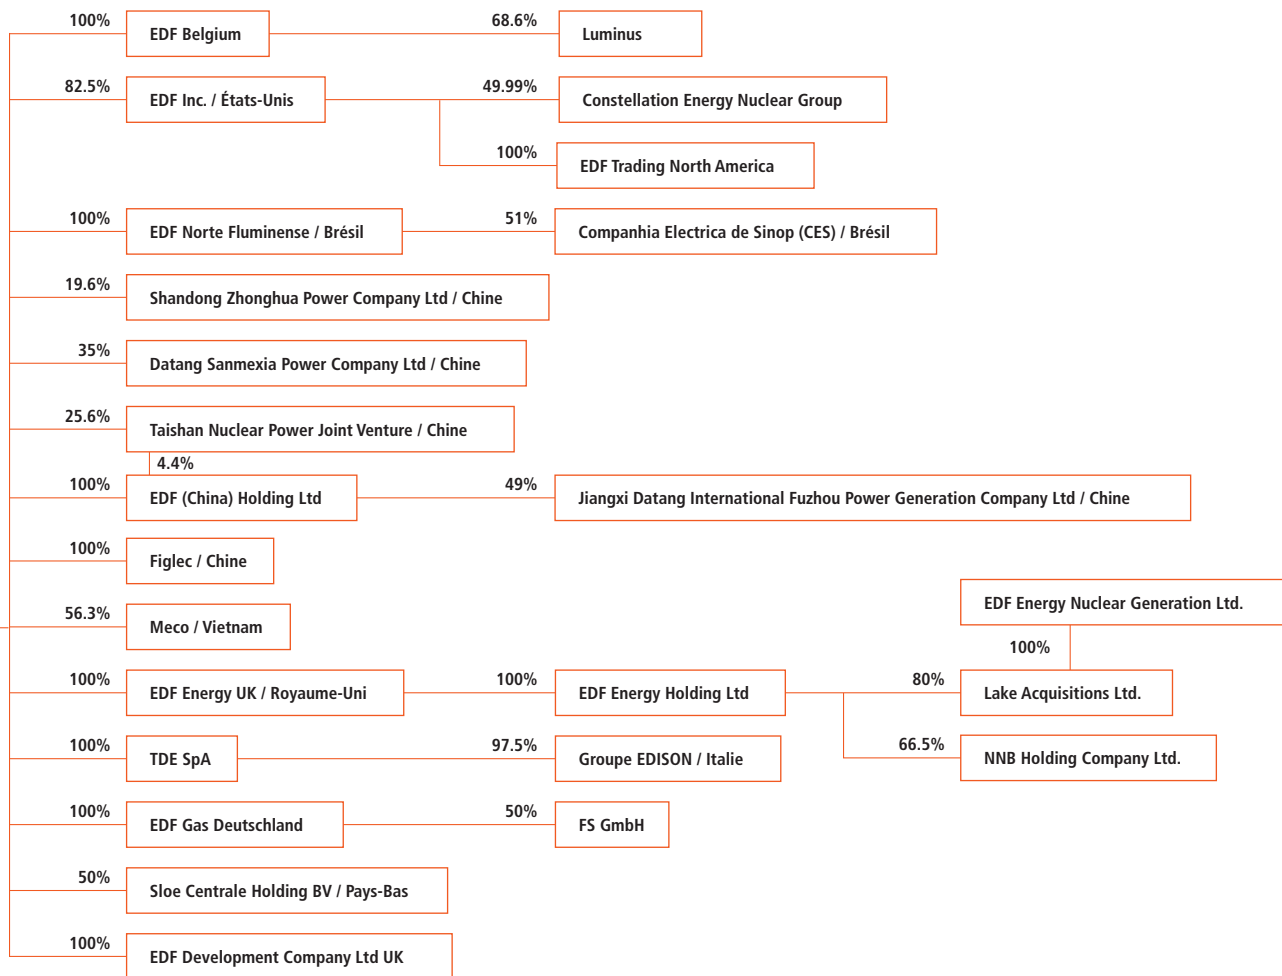 100%
EDF Belgium
68.6%
Luminus
82.5%
EDF Inc. / États-Unis
49.99%
Constellation Energy Nuclear Group
100%
EDF Trading North America
100%
EDF Norte Fluminense / Brésil
51%
Companhia Electrica de Sinop (CES) / Brésil
19.6%
Shandong Zhonghua Power Company Ltd / Chine
35%
Datang Sanmexia Power Company Ltd / Chine
25.6%
Taishan Nuclear Power Joint Venture / Chine
4.4%
100%
EDF (China) Holding Ltd
49%
Jiangxi Datang International Fuzhou Power Generation Company Ltd / Chine
100%
Figlec / Chine
56.3%
Meco / Vietnam
EDF Energy Nuclear Generation Ltd.
100%
100%
EDF Energy UK / Royaume-Uni
100%
EDF Energy Holding Ltd
80%
Lake Acquisitions Ltd.
66.5%
NNB Holding Company Ltd.
100%
TDE SpA
97.5%
Groupe EDISON / Italie
100%
EDF Gas Deutschland
50%
FS GmbH
50%
Sloe Centrale Holding BV / Pays-Bas
100%
EDF Development Company Ltd UK